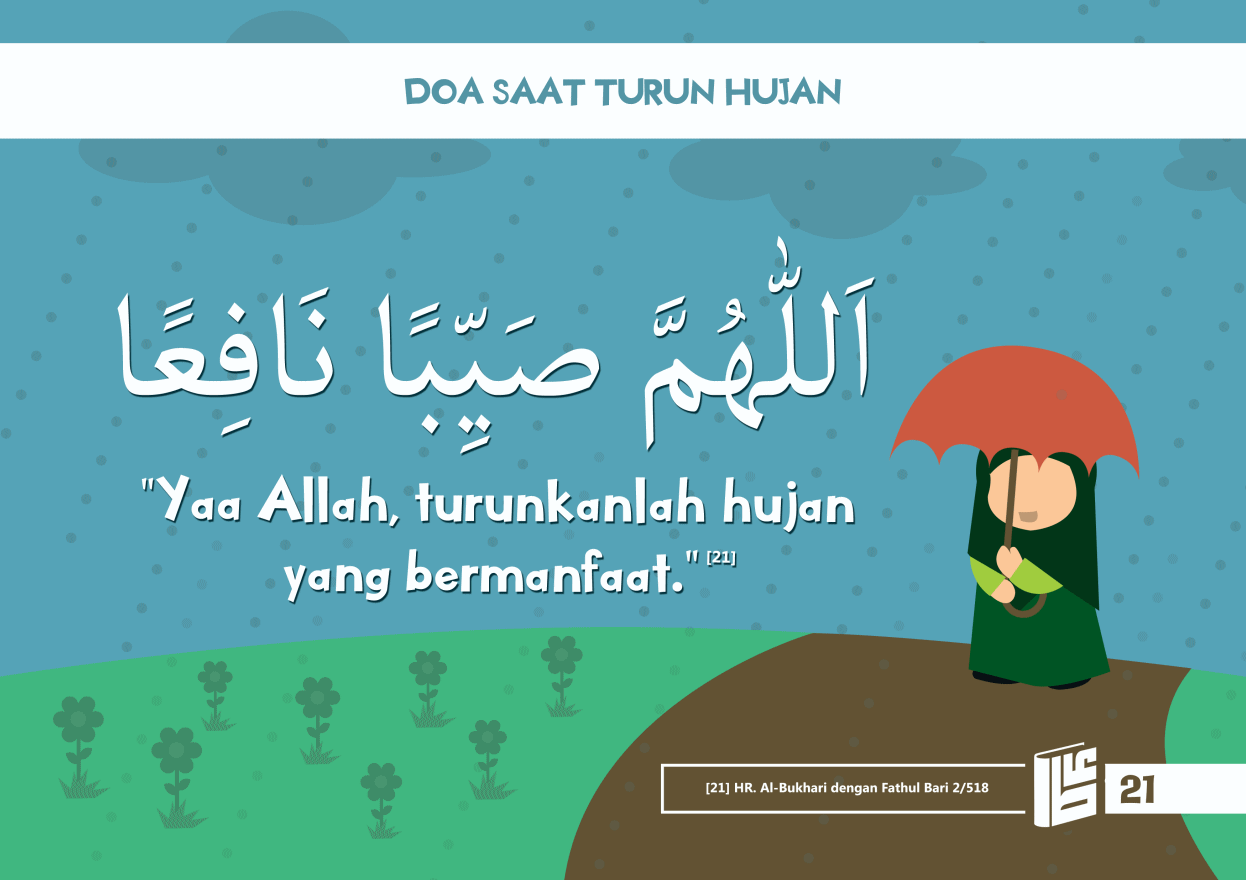 DOA SAAT TURUN HUJAN
اَللّٰهُمَّ صَيِّبًا نَافِعًا
"Yaa Allah, turunkanlah hujan
yang bermanfaat." [21]
[21] HR. Al-Bukhari dengan Fathul Bari 2/518
21